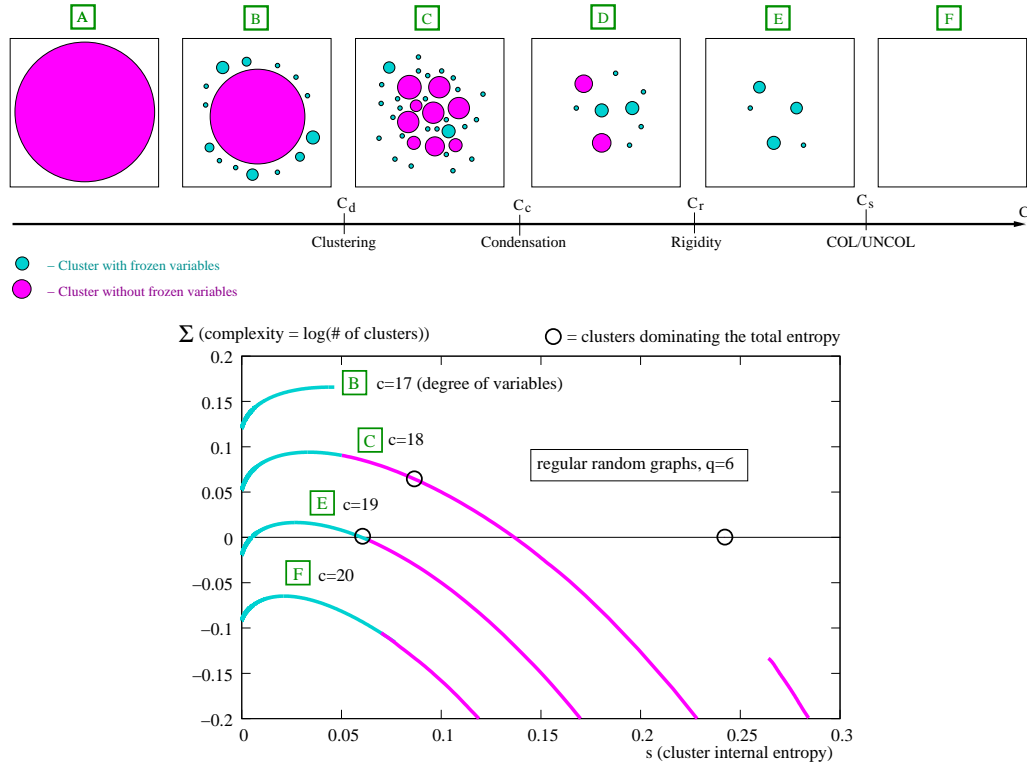 A B C D E F
C_d C_c C_r C_s C
Clustering Condensation Rigidity COL/UNCOL
– Cluster with frozen variables
– Cluster without frozen variables
Σ (complexity = log(# of clusters)) = clusters dominating the total entropy
0.2
B c=17 (degree of variables)
0.15
C c=18
0.1
regular random graphs, q=6
0.05
E c=19
0
F c=20
−0.05
−0.1
−0.15
−0.2
0 0.05 0.1 0.15 0.2 0.25 0.3
s (cluster internal entropy)